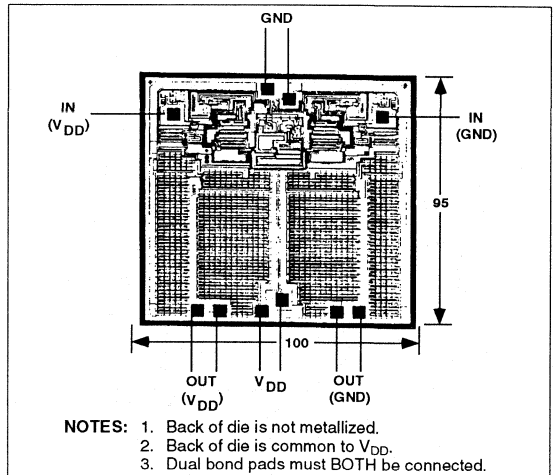 GND
IN
(VDD)
IN
(GND)
95
100
OUT
(VDD)
VDD
OUT
(GND)
NOTES: 1. Back of die is not metallized.
2. Back of die is common to VDD.
3. Dual bond pads must BOTH be connected.